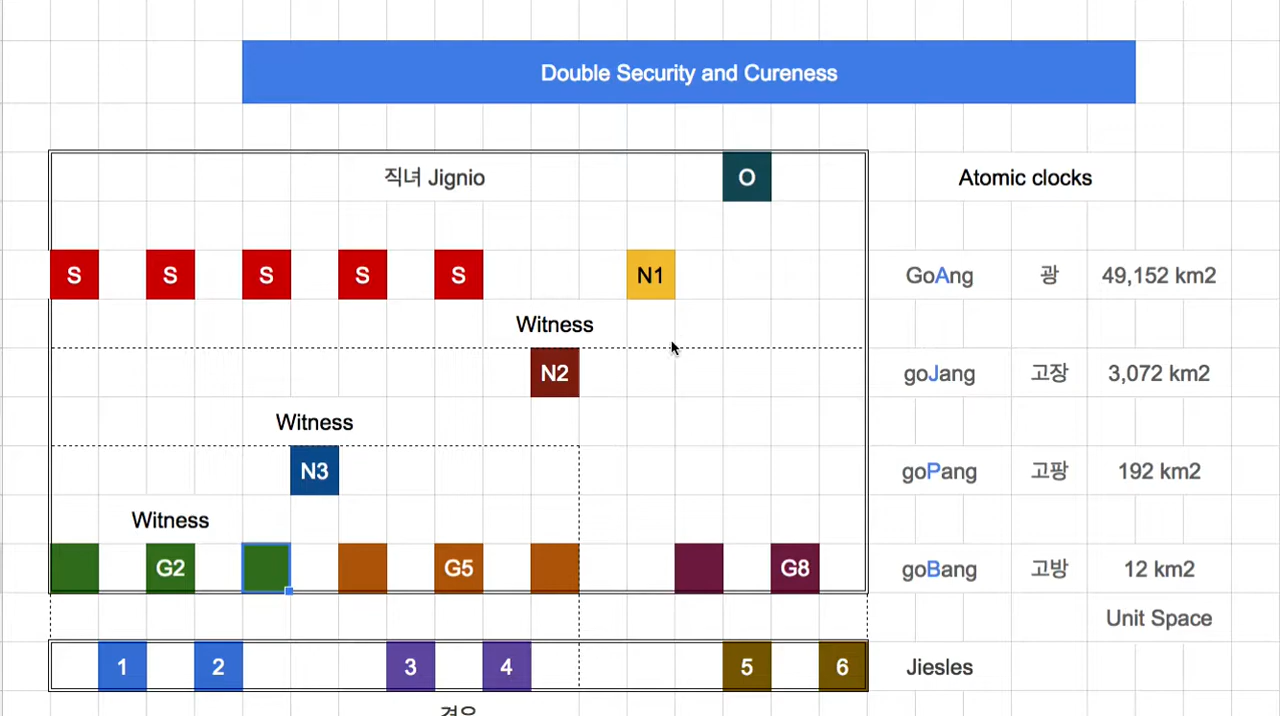 Double Security and Cureness
직녀 Jignio O Atomic clocks
S S S S S N1 GoAng 광 49,152 km2
Witness
N2 goJang 고장 3,072 km2
Witness
N3 goPang 고팡 192 km2
Witness
G2 G5 G8 goBang 고방 12 km2
Unit Space
1 2 3 4 5 6 Jiesles